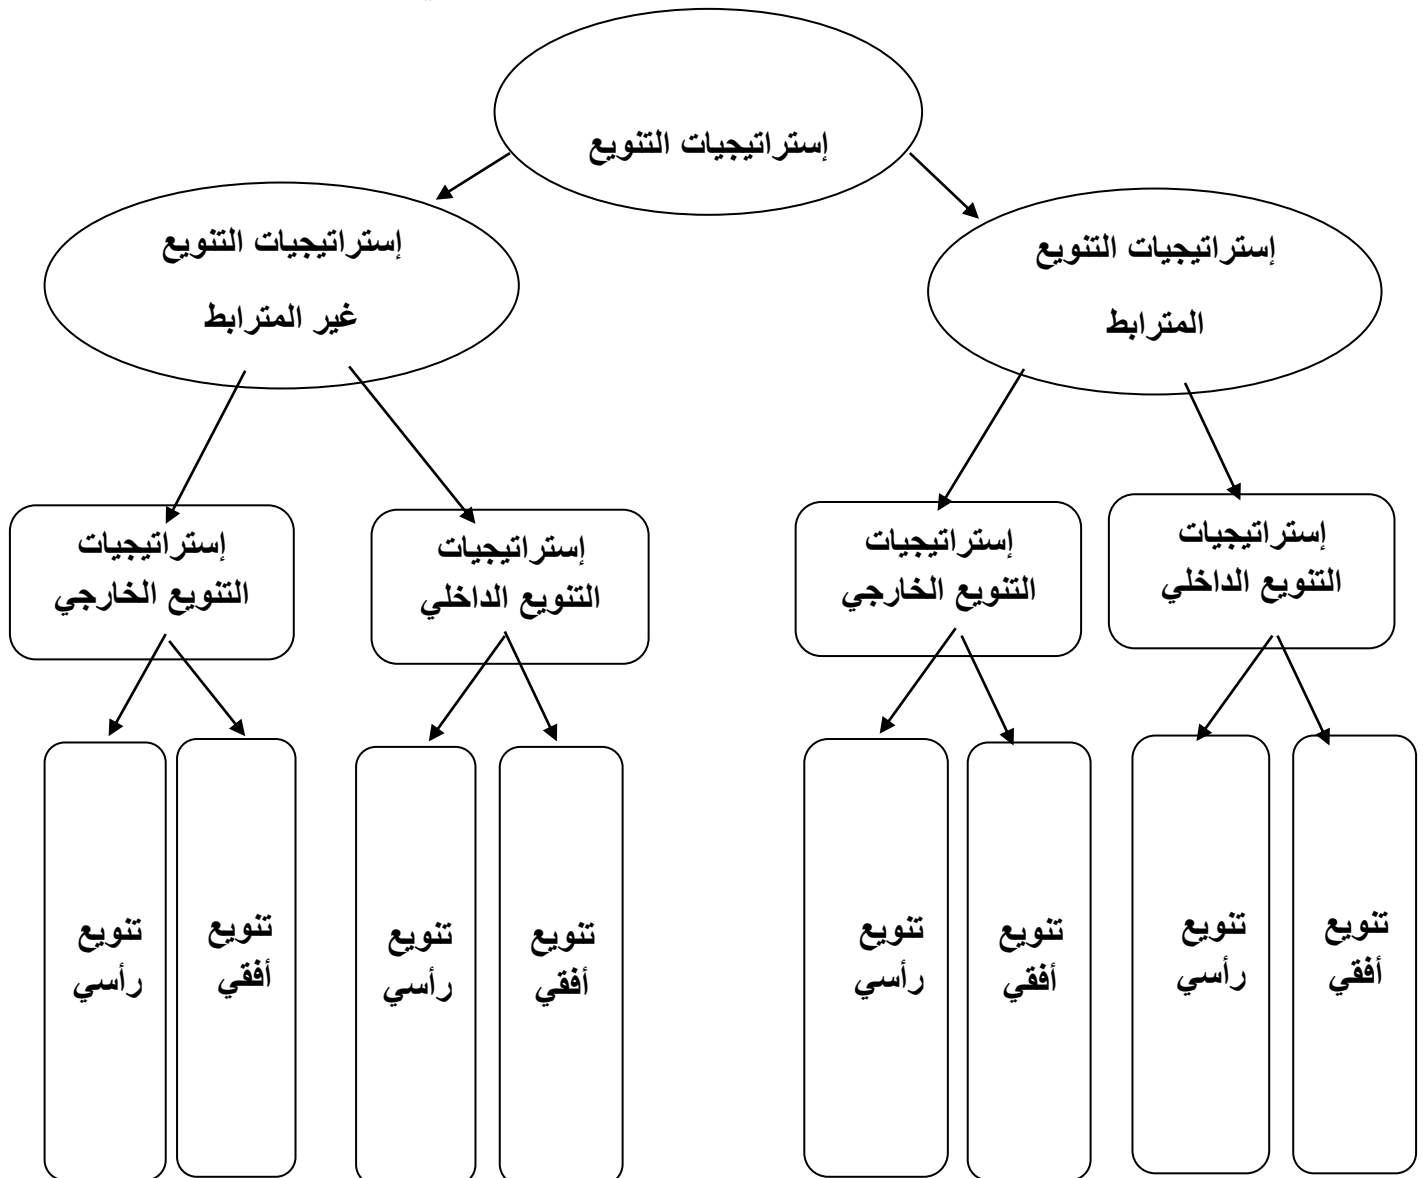 إستراتيجيات التنويع
إستراتيجيات التنويع
المترابط
إستراتيجيات التنويع
غير المترابط
إستراتيجيات
التنويع الداخلي
إستراتيجيات
التنويع الخارجي
إستراتيجيات
التنويع الداخلي
إستراتيجيات
التنويع الخارجي
تنويع
أفقي
تنويع
رأسي
تنويع
أفقي
تنويع
رأسي
تنويع
أفقي
تنويع
رأسي
تنويع
أفقي
تنويع
رأسي